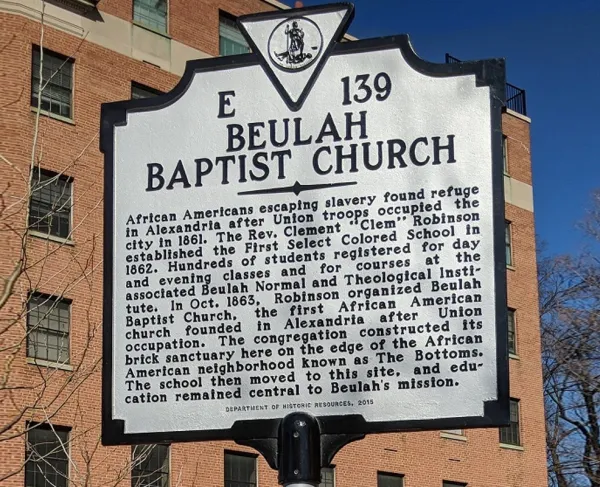 E 139
BEULAH
BAPTIST CHURCH
African Americans escaping slavery found refuge
in Alexandria after Union troops occupied the
city in 1861. The Rev. Clement "Clem" Robinson
established the First Select Colored School in
1862. Hundreds of students registered for day
and evening classes and for courses at the
associated Beulah Normal and Theological Insti-
tute. In Oct. 1863, Robinson organized Beulah
Baptist Church, the first African American
church founded in Alexandria after Union
occupation. The congregation constructed its
brick sanctuary here on the edge of the African
American neighborhood known as The Bottoms.
The school then moved to this site, and edu-
cation remained central to Beulah's mission.
DEPARTMENT OF HISTORIC RESOURCES, 2015